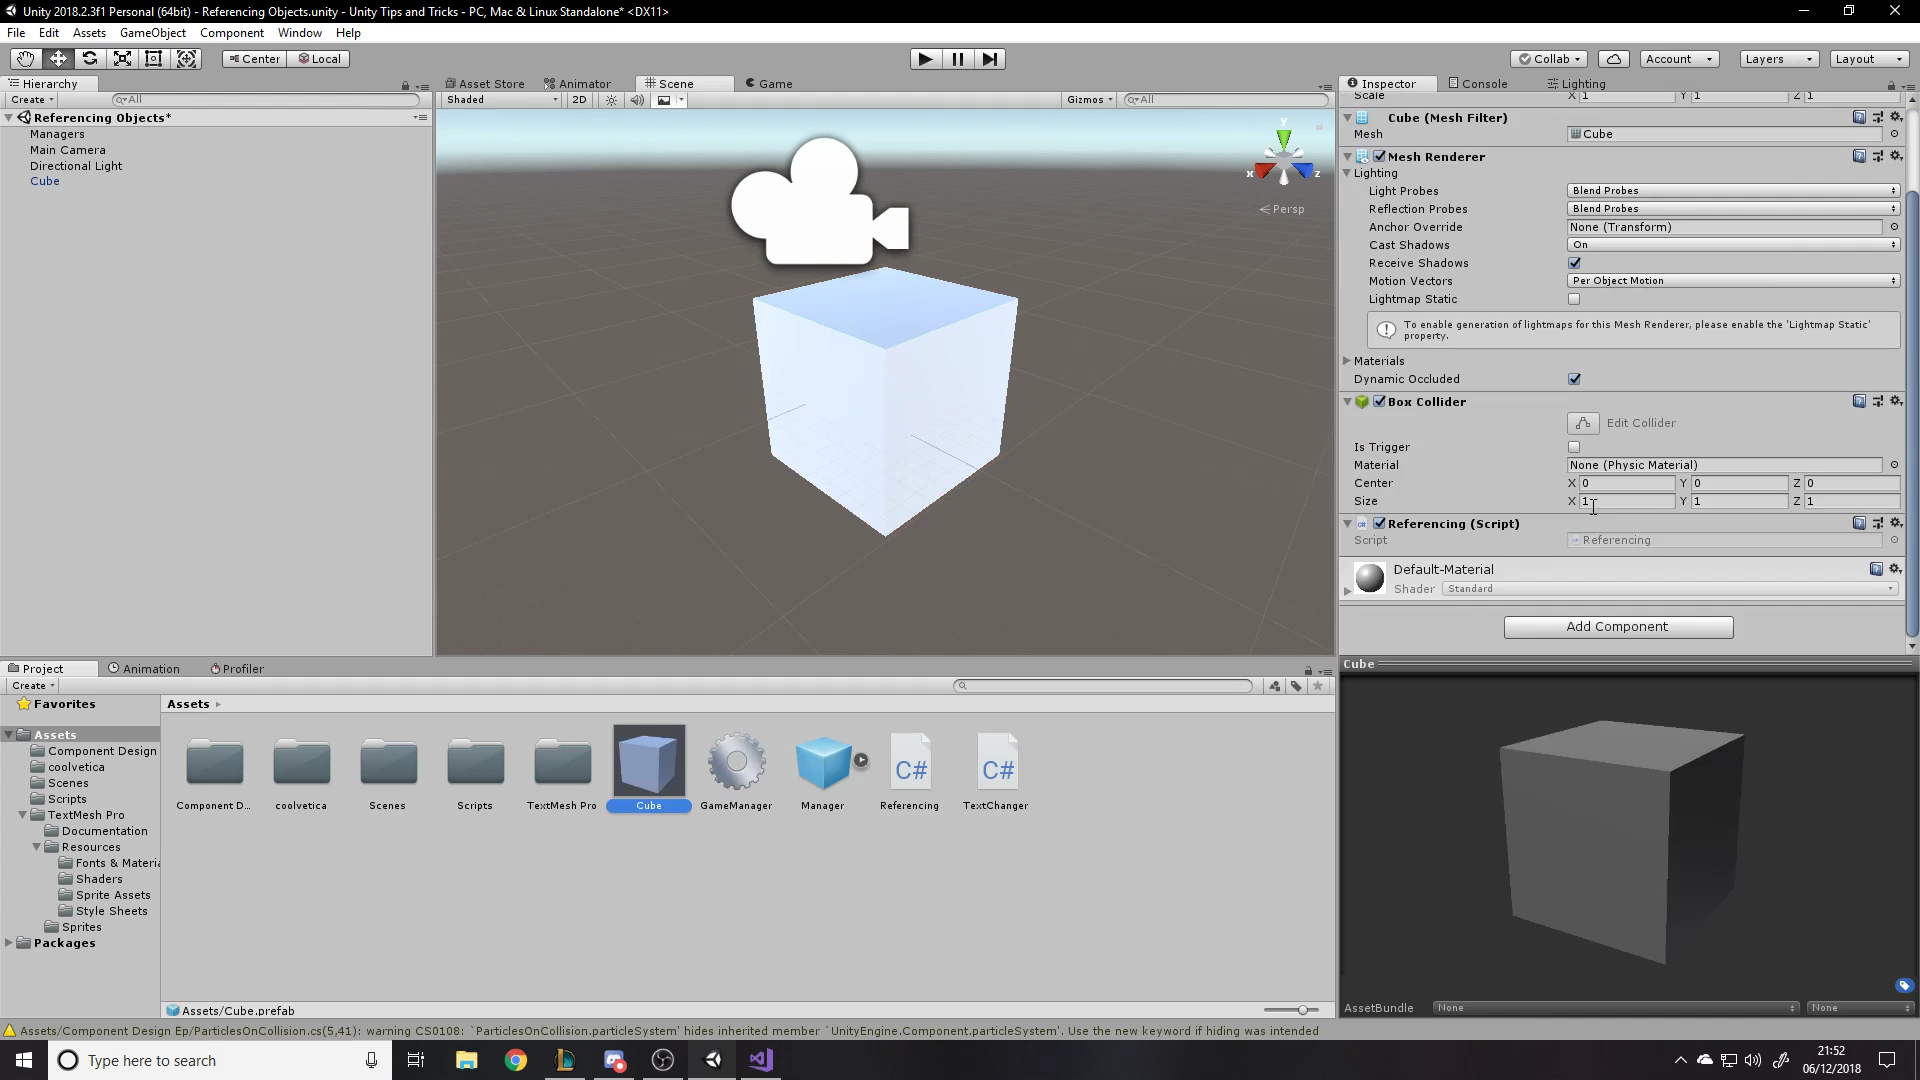 Unity 2018.2.3f1 Personal (64bit) - Referencing Objects.unity - Unity Tips and Tricks - PC, Mac & Linux Standalone* <DX11>
File Edit Assets GameObject Component Window Help
Center Local Collab Account Layers Layout
Hierarchy
Create All
Referencing Objects*
Managers
Main Camera
Directional Light
Cube
Asset Store Animator Scene Game
Shaded 2D Gizmos All
y
x z
Persp
Inspector Console Lighting
Scale X 1 Y 1 Z 1
Cube (Mesh Filter)
Mesh Cube
Mesh Renderer
Lighting
Light Probes Blend Probes
Reflection Probes Blend Probes
Anchor Override None (Transform)
Cast Shadows On
Receive Shadows
Motion Vectors Per Object Motion
Lightmap Static
To enable generation of lightmaps for this Mesh Renderer, please enable the 'Lightmap Static'
property.
Materials
Dynamic Occluded
Box Collider
Edit Collider
Is Trigger
Material None (Physic Material)
Center X 0 Y 0 Z 0
Size X 1 Y 1 Z 1
Referencing (Script)
Script Referencing
Default-Material
Shader Standard
Add Component
Project Animation Profiler
Create
Favorites
Assets
Component Design
coolvetica
Scenes
Scripts
TextMesh Pro
Documentation
Resources
Fonts & Materia
Shaders
Sprite Assets
Style Sheets
Sprites
Packages
Assets
C# C#
Component D... coolvetica Scenes Scripts TextMesh Pro Cube GameManager Manager Referencing TextChanger
Assets/Cube.prefab
Cube
AssetBundle None None
Assets/Component Design Ep/ParticlesOnCollision.cs(5,41): warning CS0108: `ParticlesOnCollision.particleSystem' hides inherited member `UnityEngine.Component.particleSystem'. Use the new keyword if hiding was intended
Type here to search
21:52
06/12/2018